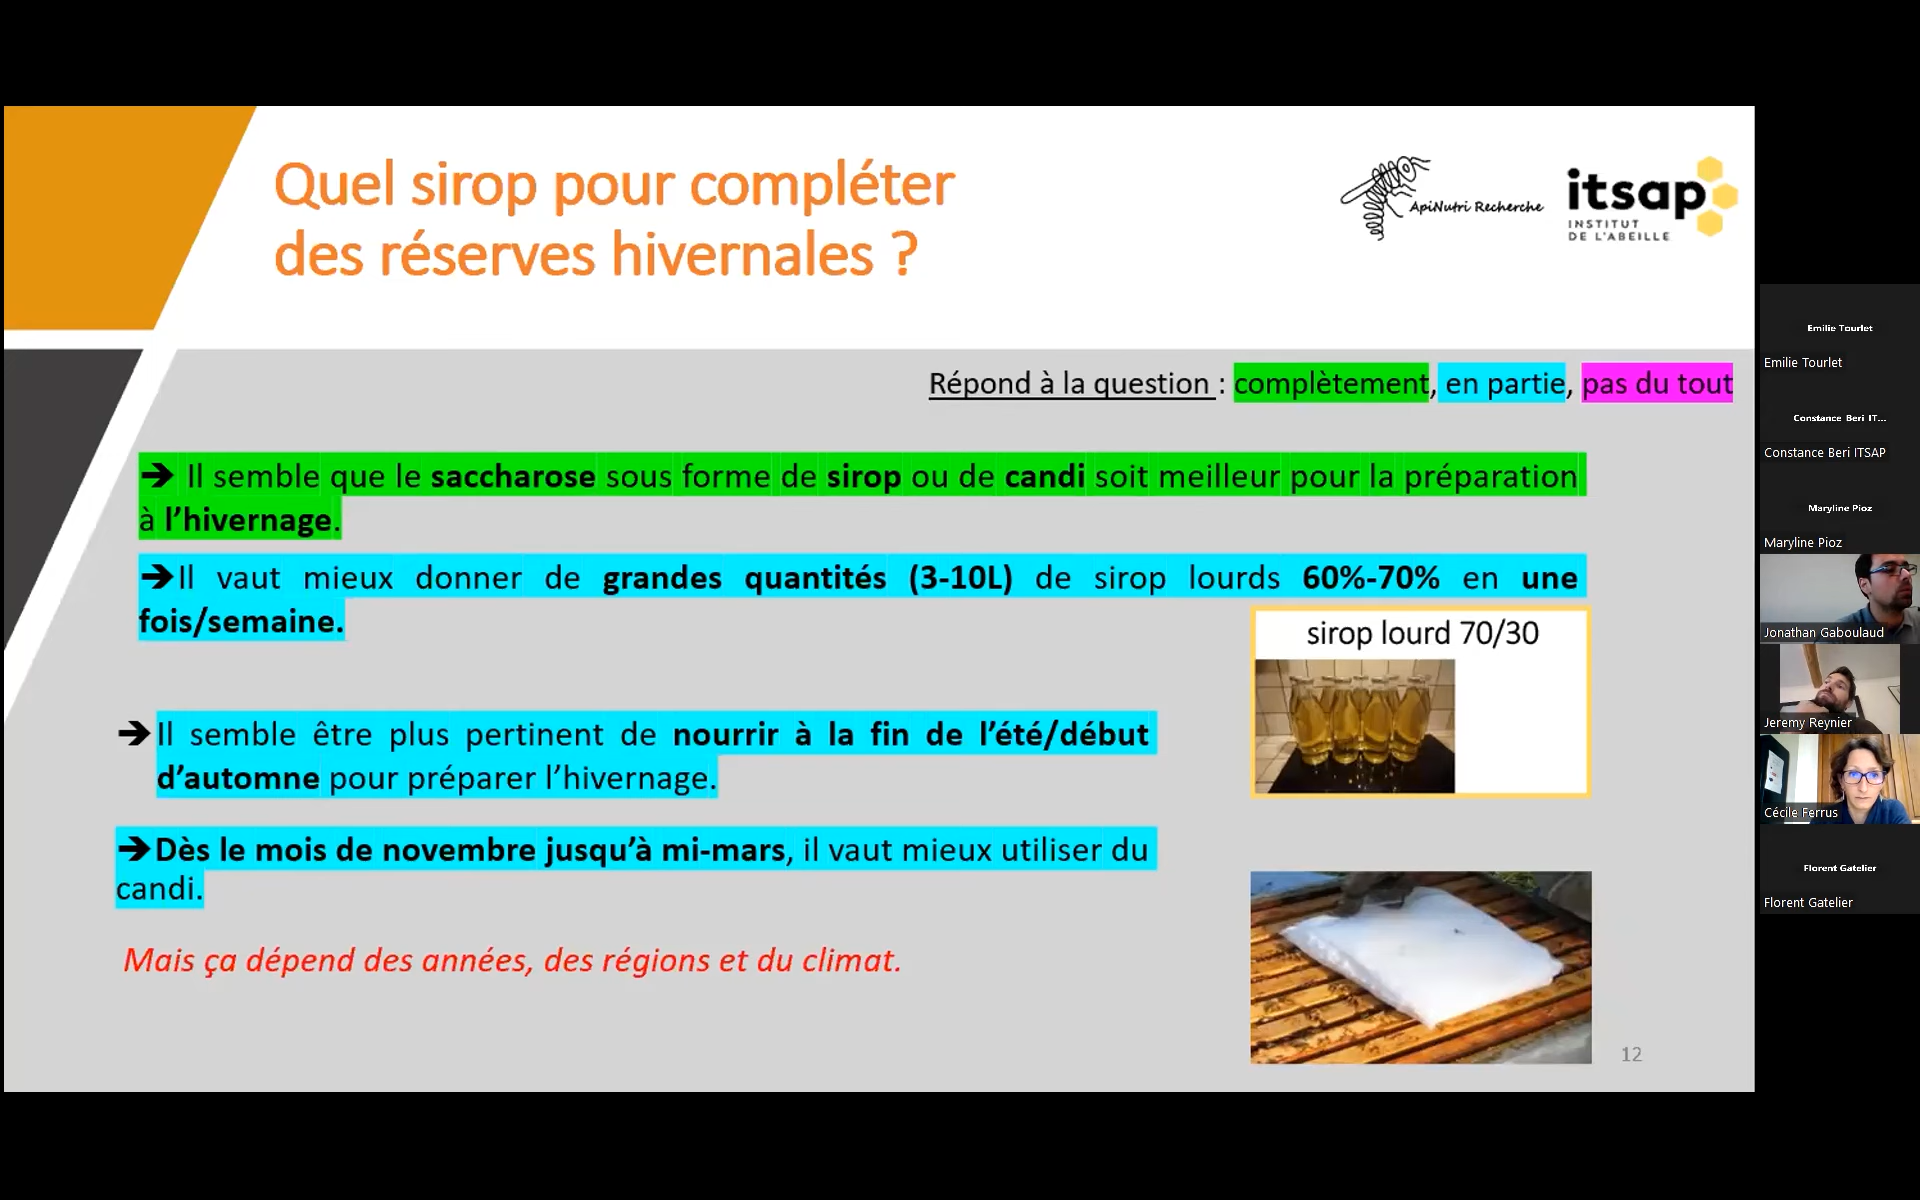 Quel sirop pour compléter
des réserves hivernales ?
ApiNutri Recherche
itsap
INSTITUT
DE L'ABEILLE
Répond à la question : complètement, en partie, pas du tout
➔ Il semble que le saccharose sous forme de sirop ou de candi soit meilleur pour la préparation
à l’hivernage.
➔Il vaut mieux donner de grandes quantités (3-10L) de sirop lourds 60%-70% en une
fois/semaine.
sirop lourd 70/30
➔Il semble être plus pertinent de nourrir à la fin de l’été/début
d’automne pour préparer l’hivernage.
➔Dès le mois de novembre jusqu’à mi-mars, il vaut mieux utiliser du
candi.
Mais ça dépend des années, des régions et du climat.
12
Emilie Tourlet
Emilie Tourlet
Constance Beri IT...
Constance Beri ITSAP
Maryline Pioz
Maryline Pioz
Jonathan Gaboulaud
Jeremy Reynier
Cécile Ferrus
Florent Gatelier
Florent Gatelier